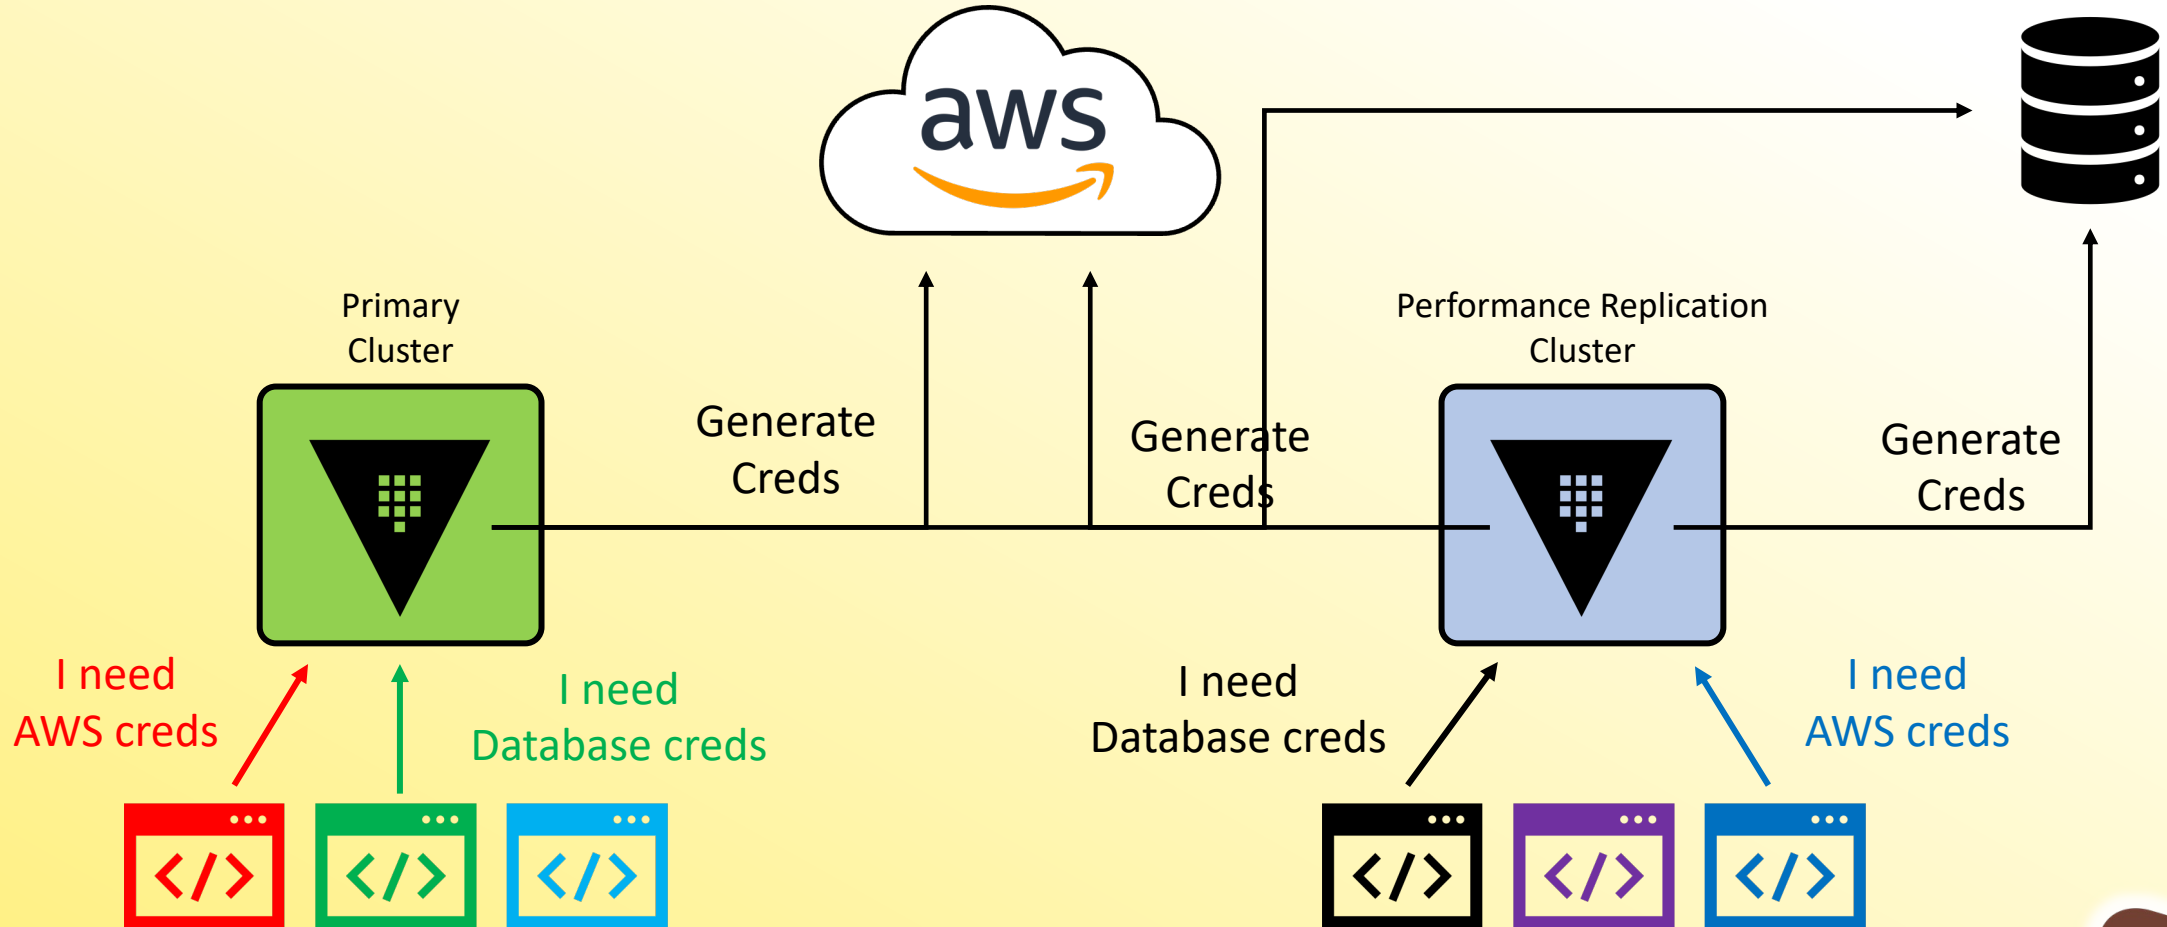 aws
Primary
Cluster
Performance Replication
Cluster
Generate
Creds
Generate
Creds
Generate
Creds
I need
AWS creds
I need
Database creds
I need
Database creds
I need
AWS creds
</>
</>
</>
</>
</>
</>